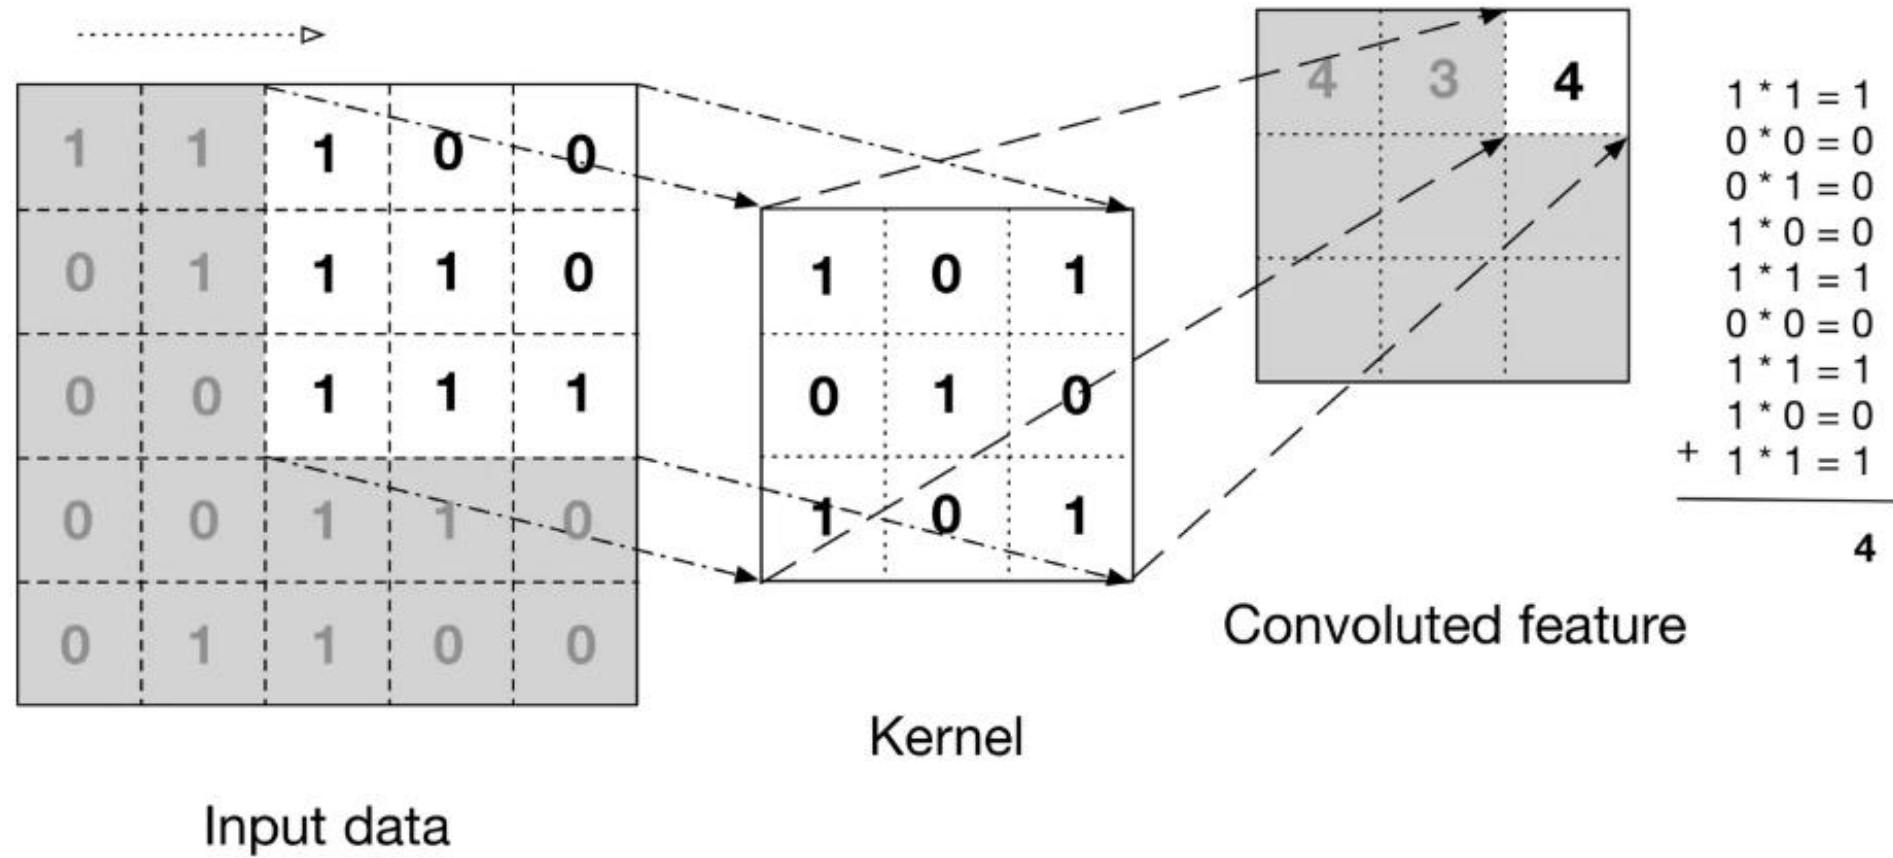 1 1 1 0 0
0 1 1 1 0
0 0 1 1 1
0 0 1 1 0
0 1 1 0 0
Input data
1 0 1
0 1 0
1 0 1
Kernel
4 3 4
Convoluted feature
1 * 1 = 1
0 * 0 = 0
0 * 1 = 0
1 * 0 = 0
1 * 1 = 1
0 * 0 = 0
1 * 1 = 1
1 * 0 = 0
+ 1 * 1 = 1
4